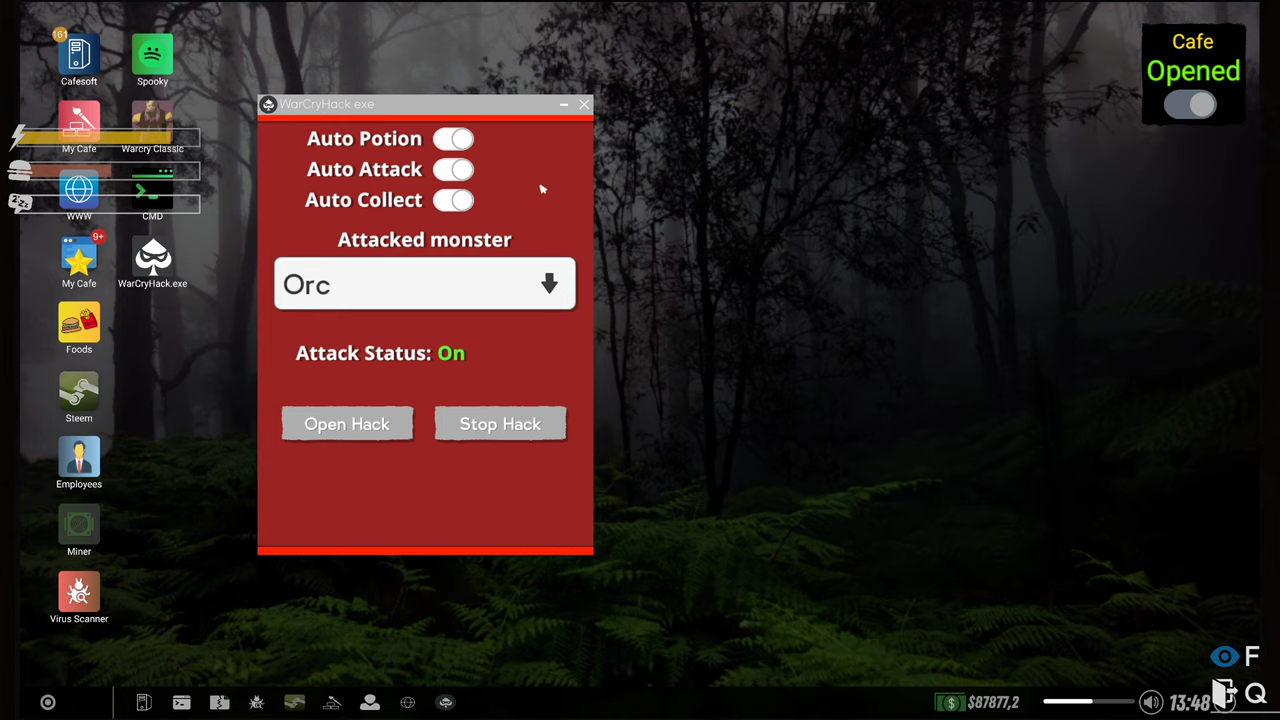 161
Cafesoft
Spooky
My Cafe
Warcry Classic
WWW
CMD
9+
My Cafe
WarCryHack.exe
Foods
Steem
Employees
Miner
Virus Scanner
WarCryHack exe
Auto Potion
Auto Attack
Auto Collect
Attacked monster
Orc
Attack Status: On
Open Hack
Stop Hack
Cafe
Opened
F
Q
$87877,2
13:48